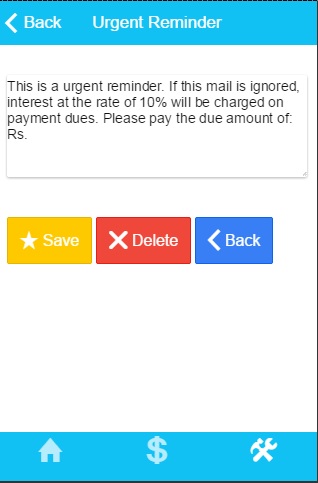 Back Urgent Reminder
This is a urgent reminder. If this mail is ignored,
interest at the rate of 10% will be charged on
payment dues. Please pay the due amount of:
Rs.
Save Delete Back
$